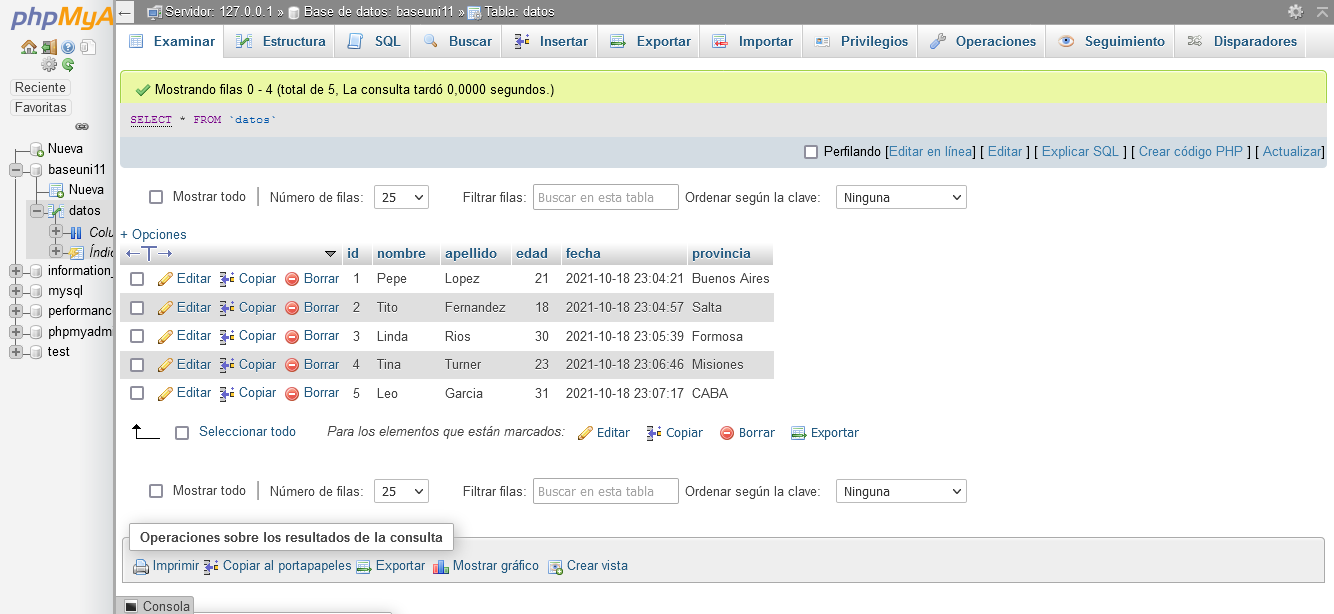 phpMyA
Servidor: 127.0.0.1 » Base de datos: baseuni11 » Tabla: datos
Examinar Estructura SQL Buscar Insertar Exportar Importar Privilegios Operaciones Seguimiento Disparadores
Reciente
Favoritas
Nueva
baseuni11
Nueva
datos
Colu
Índic
information_
mysql
performanc
phpmyadm
test
Mostrando filas 0 - 4 (total de 5, La consulta tardó 0,0000 segundos.)
SELECT * FROM `datos`
Perfilando [Editar en línea] [ Editar ] [ Explicar SQL ] [ Crear código PHP ] [ Actualizar]
Mostrar todo Número de filas: 25 Filtrar filas: Buscar en esta tabla Ordenar según la clave: Ninguna
+ Opciones
←T→ id nombre apellido edad fecha provincia
Editar Copiar Borrar 1 Pepe Lopez 21 2021-10-18 23:04:21 Buenos Aires
Editar Copiar Borrar 2 Tito Fernandez 18 2021-10-18 23:04:57 Salta
Editar Copiar Borrar 3 Linda Rios 30 2021-10-18 23:05:39 Formosa
Editar Copiar Borrar 4 Tina Turner 23 2021-10-18 23:06:46 Misiones
Editar Copiar Borrar 5 Leo Garcia 31 2021-10-18 23:07:17 CABA
Seleccionar todo Para los elementos que están marcados: Editar Copiar Borrar Exportar
Mostrar todo Número de filas: 25 Filtrar filas: Buscar en esta tabla Ordenar según la clave: Ninguna
Operaciones sobre los resultados de la consulta
Imprimir Copiar al portapapeles Exportar Mostrar gráfico Crear vista
Consola